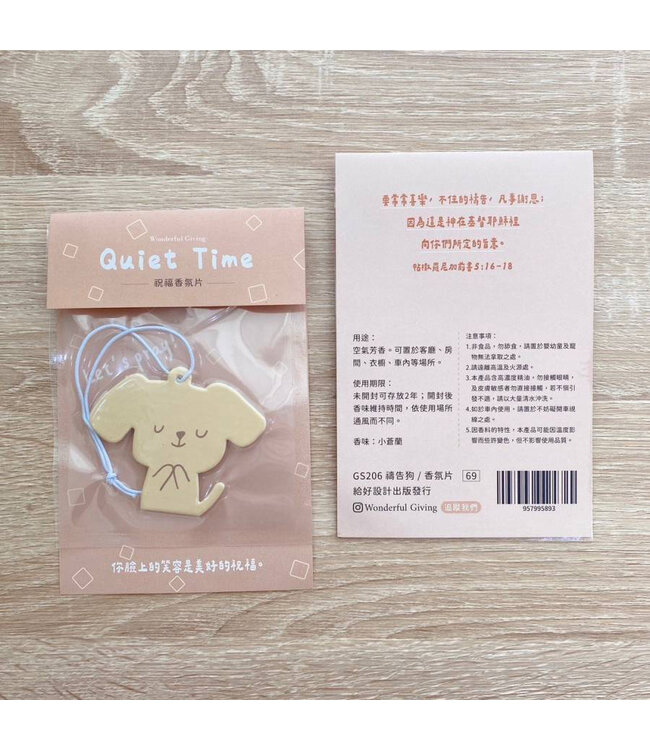 Wonderful Giving
Quiet Time
祝福香氛片
Let's pray!
你臉上的笑容是美好的祝福。
要常常喜樂，不住的禱告，凡事謝恩；
因為這是神在基督耶穌裡
向你們所定的旨意。
帖撒羅尼加前書5:16-18
用途：
空氣芳香。可置於客廳、房
間、衣櫥、車內等場所。
使用期限：
未開封可存放2年；開封後
香味維持時間，依使用場所
通風而不同。
香味：小蒼蘭
注意事項：
1.非食品，勿舔食，請置於嬰幼童及寵
物無法拿取之處。
2.請遠離高溫及火源處。
3.本產品含高濃度精油，勿接觸眼睛，
及皮膚敏感者勿直接接觸，若不慎引
發不適，請以大量清水沖洗。
4.如於車內使用，請置於不妨礙開車視
線之處。
5.因香料的特性，本產品可能因溫度影
響而些許變色，但不影響使用品質。
GS206 禱告狗 / 香氛片 69
給好設計出版發行
Wonderful Giving 追蹤我們
957995893